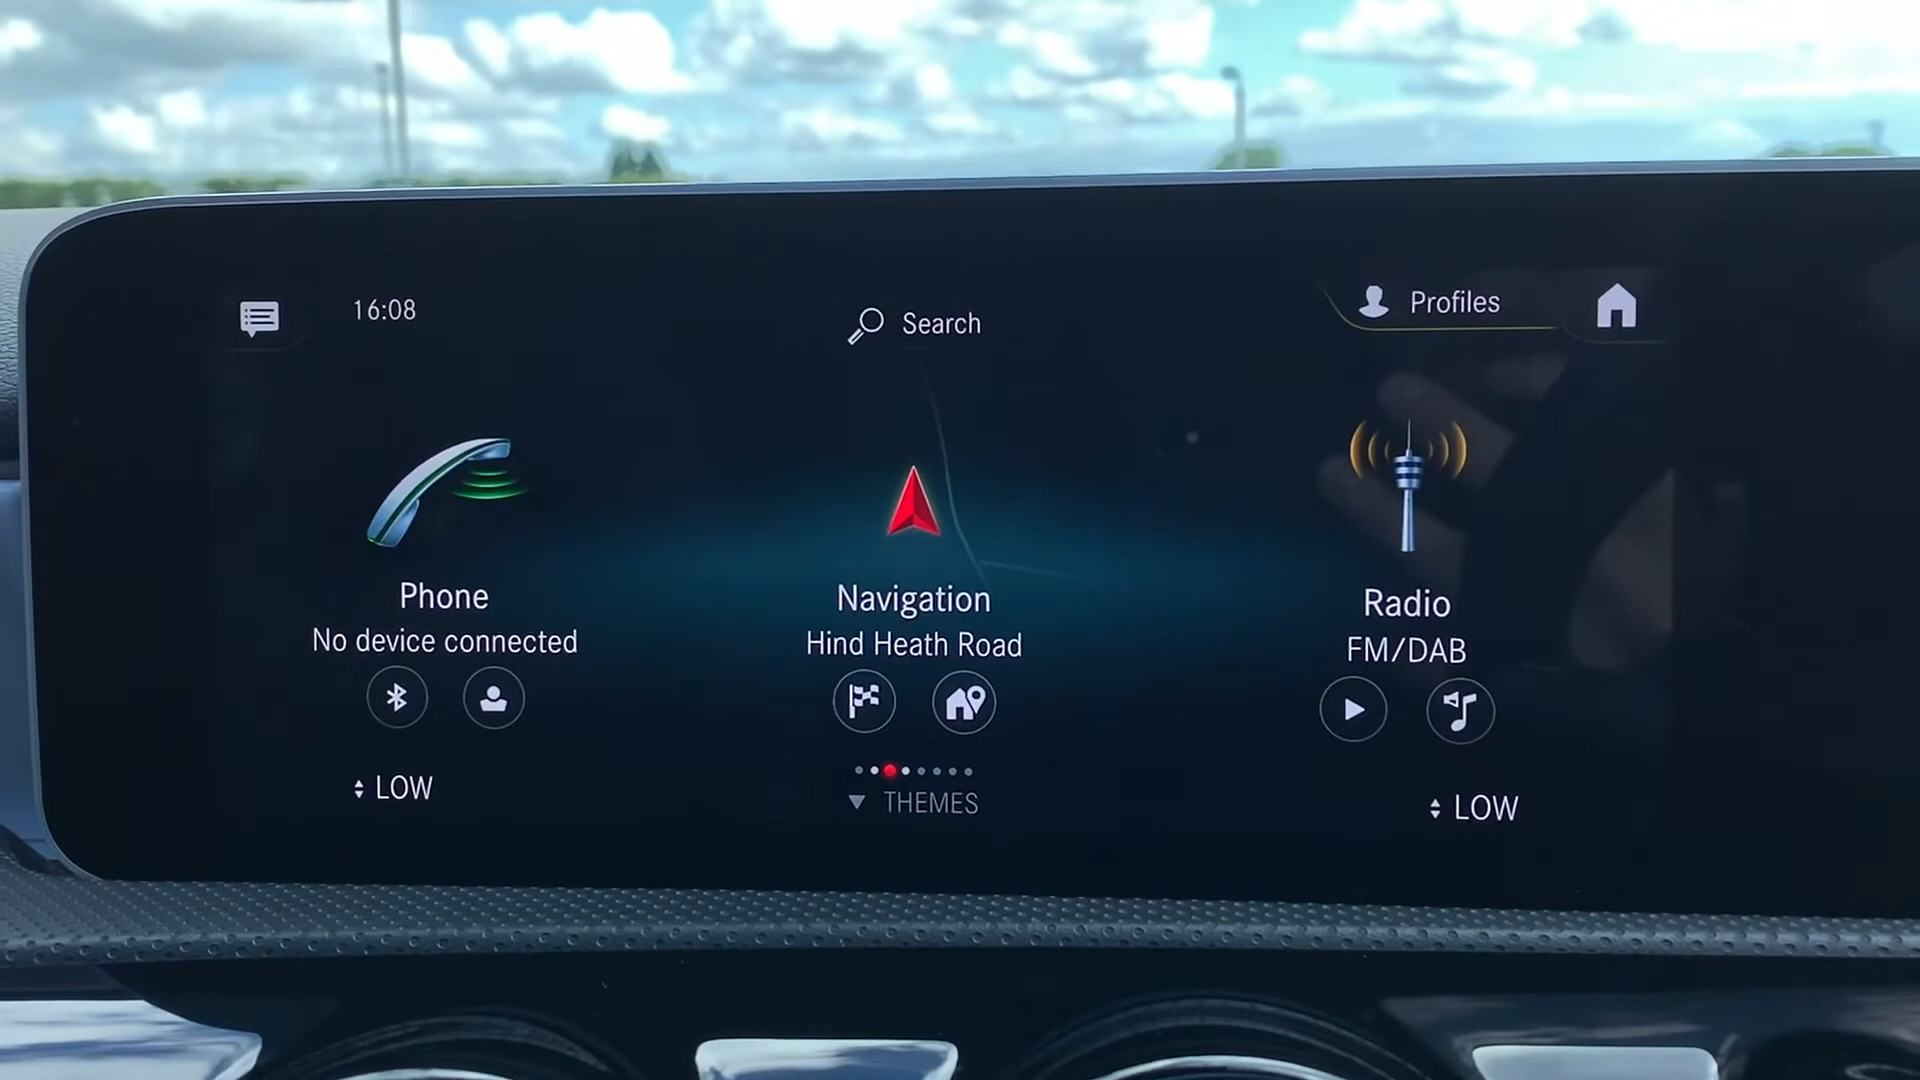 16:08
Search
Profiles
Phone
No device connected
Navigation
Hind Heath Road
Radio
FM/DAB
LOW
THEMES
LOW